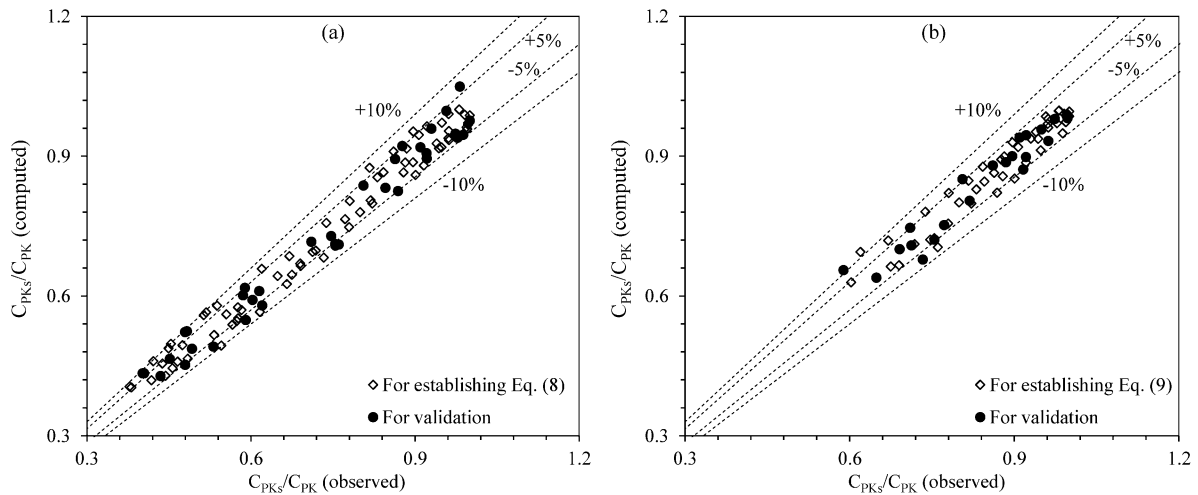 1.2
(a)
+5%
-5%
+10%
0.9
-10%
C_PKs/C_PK (computed)
0.6
For establishing Eq. (8)
For validation
0.3
0.3
0.6
0.9
1.2
C_PKs/C_PK (observed)
1.2
(b)
+5%
-5%
+10%
0.9
-10%
C_PKs/C_PK (computed)
0.6
For establishing Eq. (9)
For validation
0.3
0.3
0.6
0.9
1.2
C_PKs/C_PK (observed)